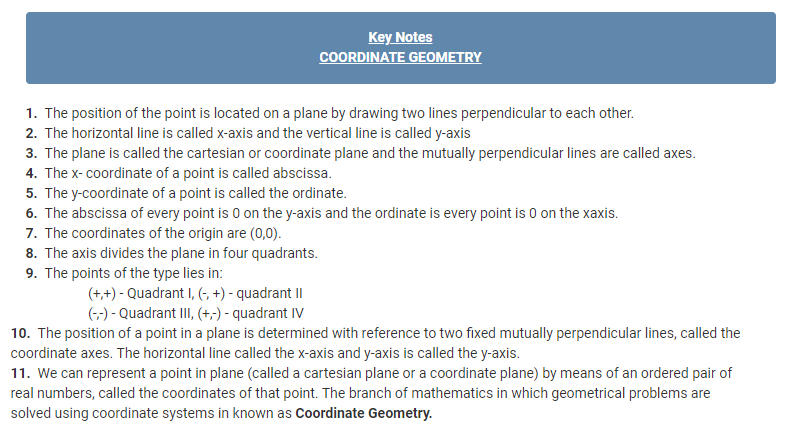 Key Notes
COORDINATE GEOMETRY
1. The position of the point is located on a plane by drawing two lines perpendicular to each other.
2. The horizontal line is called x-axis and the vertical line is called y-axis
3. The plane is called the cartesian or coordinate plane and the mutually perpendicular lines are called axes.
4. The x- coordinate of a point is called abscissa.
5. The y-coordinate of a point is called the ordinate.
6. The abscissa of every point is 0 on the y-axis and the ordinate is every point is 0 on the xaxis.
7. The coordinates of the origin are (0,0).
8. The axis divides the plane in four quadrants.
9. The points of the type lies in:
(+,+) - Quadrant I, (-, +) - quadrant II
(-,-) - Quadrant III, (+,-) - quadrant IV
10. The position of a point in a plane is determined with reference to two fixed mutually perpendicular lines, called the
coordinate axes. The horizontal line called the x-axis and y-axis is called the y-axis.
11. We can represent a point in plane (called a cartesian plane or a coordinate plane) by means of an ordered pair of
real numbers, called the coordinates of that point. The branch of mathematics in which geometrical problems are
solved using coordinate systems in known as Coordinate Geometry.